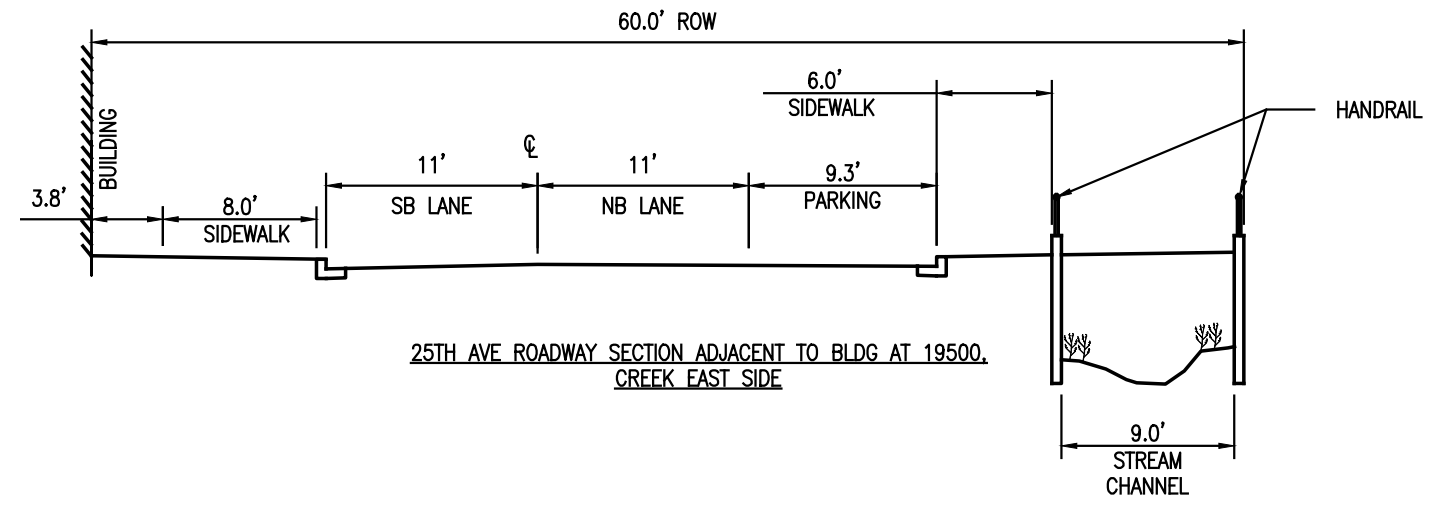 60.0' ROW
6.0'
SIDEWALK
HANDRAIL
BUILDING
℄
11'
SB LANE
11'
NB LANE
9.3'
PARKING
3.8'
8.0'
SIDEWALK
25TH AVE ROADWAY SECTION ADJACENT TO BLDG AT 19500,
CREEK EAST SIDE
9.0'
STREAM
CHANNEL